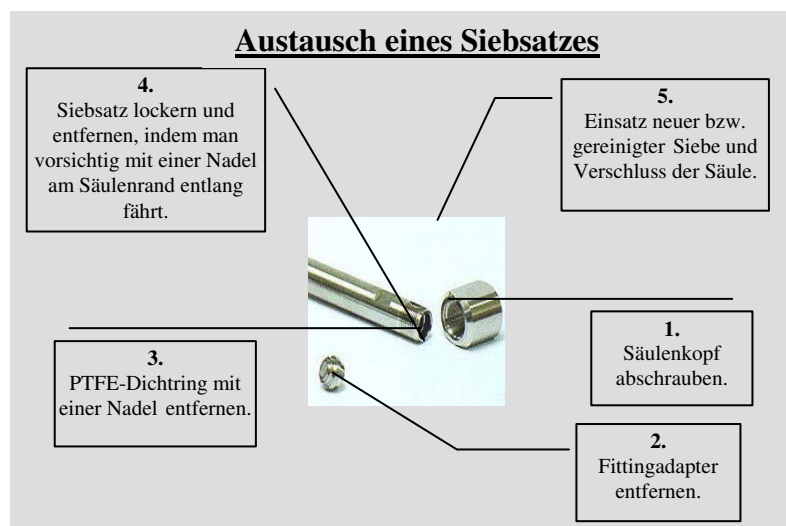 Austausch eines Siebsatzes
4.
Siebsatz lockern und
entfernen, indem man
vorsichtig mit einer Nadel
am Säulenrand entlang
fährt.
5.
Einsatz neuer bzw.
gereinigter Siebe und
Verschluss der Säule.
3.
PTFE-Dichtring mit
einer Nadel entfernen.
1.
Säulenkopf
abschrauben.
2.
Fittingadapter
entfernen.